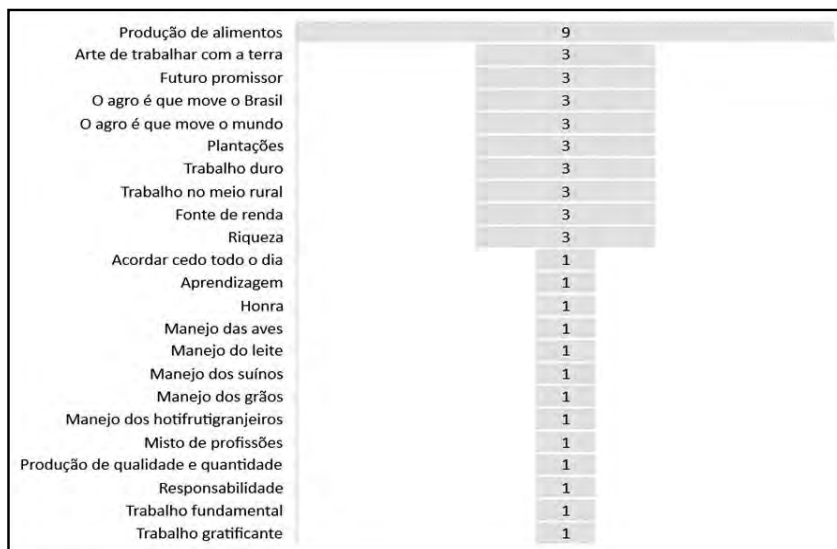 Produção de alimentos 9
Arte de trabalhar com a terra 3
Futuro promissor 3
O agro é que move o Brasil 3
O agro é que move o mundo 3
Plantações 3
Trabalho duro 3
Trabalho no meio rural 3
Fonte de renda 3
Riqueza 3
Acordar cedo todo o dia 1
Aprendizagem 1
Honra 1
Manejo das aves 1
Manejo do leite 1
Manejo dos suínos 1
Manejo dos grãos 1
Manejo dos hotifrutigranjeiros 1
Misto de profissões 1
Produção de qualidade e quantidade 1
Responsabilidade 1
Trabalho fundamental 1
Trabalho gratificante 1